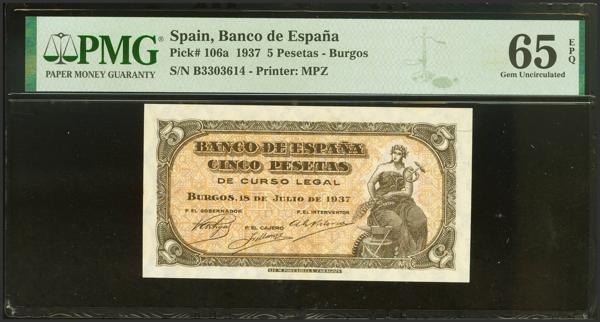 PMG
PAPER MONEY GUARANTY
Spain, Banco de España
Pick# 106a 1937 5 Pesetas - Burgos
S/N B3303614 - Printer: MPZ
65 EPQ
Gem Uncirculated
5
5
BANCO DE ESPAÑA
CINCO PESETAS
DE CURSO LEGAL
BURGOS, 18 DE JULIO DE 1937
P. EL GOBERNADOR
P. EL INTERVENTOR
P. EL CAJERO
5
5